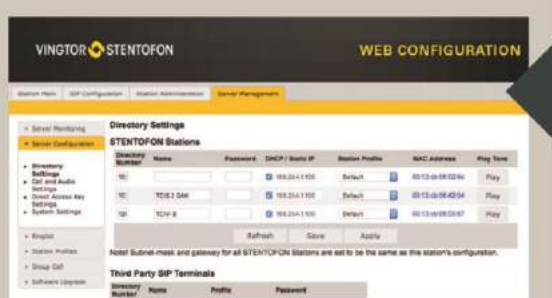 VINGTOR STENTOFON
WEB CONFIGURATION
Station Main
SIP Configuration
Station Administration
Server Management
Server Monitoring
Server Configuration
Directory Settings
Call and Audio Settings
Direct Access Key Settings
System Settings
Ringlist
Station Profiles
Group Call
Software Upgrade
Directory Settings
STENTOFON Stations
Directory Number Name Password DHCP / Static IP Station Profile MAC Address Play Tone
Default Play
Default Play
TCIV-8 Default Play
Refresh Save Apply
Note! Subnet-mask and gateway for all STENTOFON Stations are set to be the same as this station's configuration.
Third Party SIP Terminals
Directory Number Name Profile Password